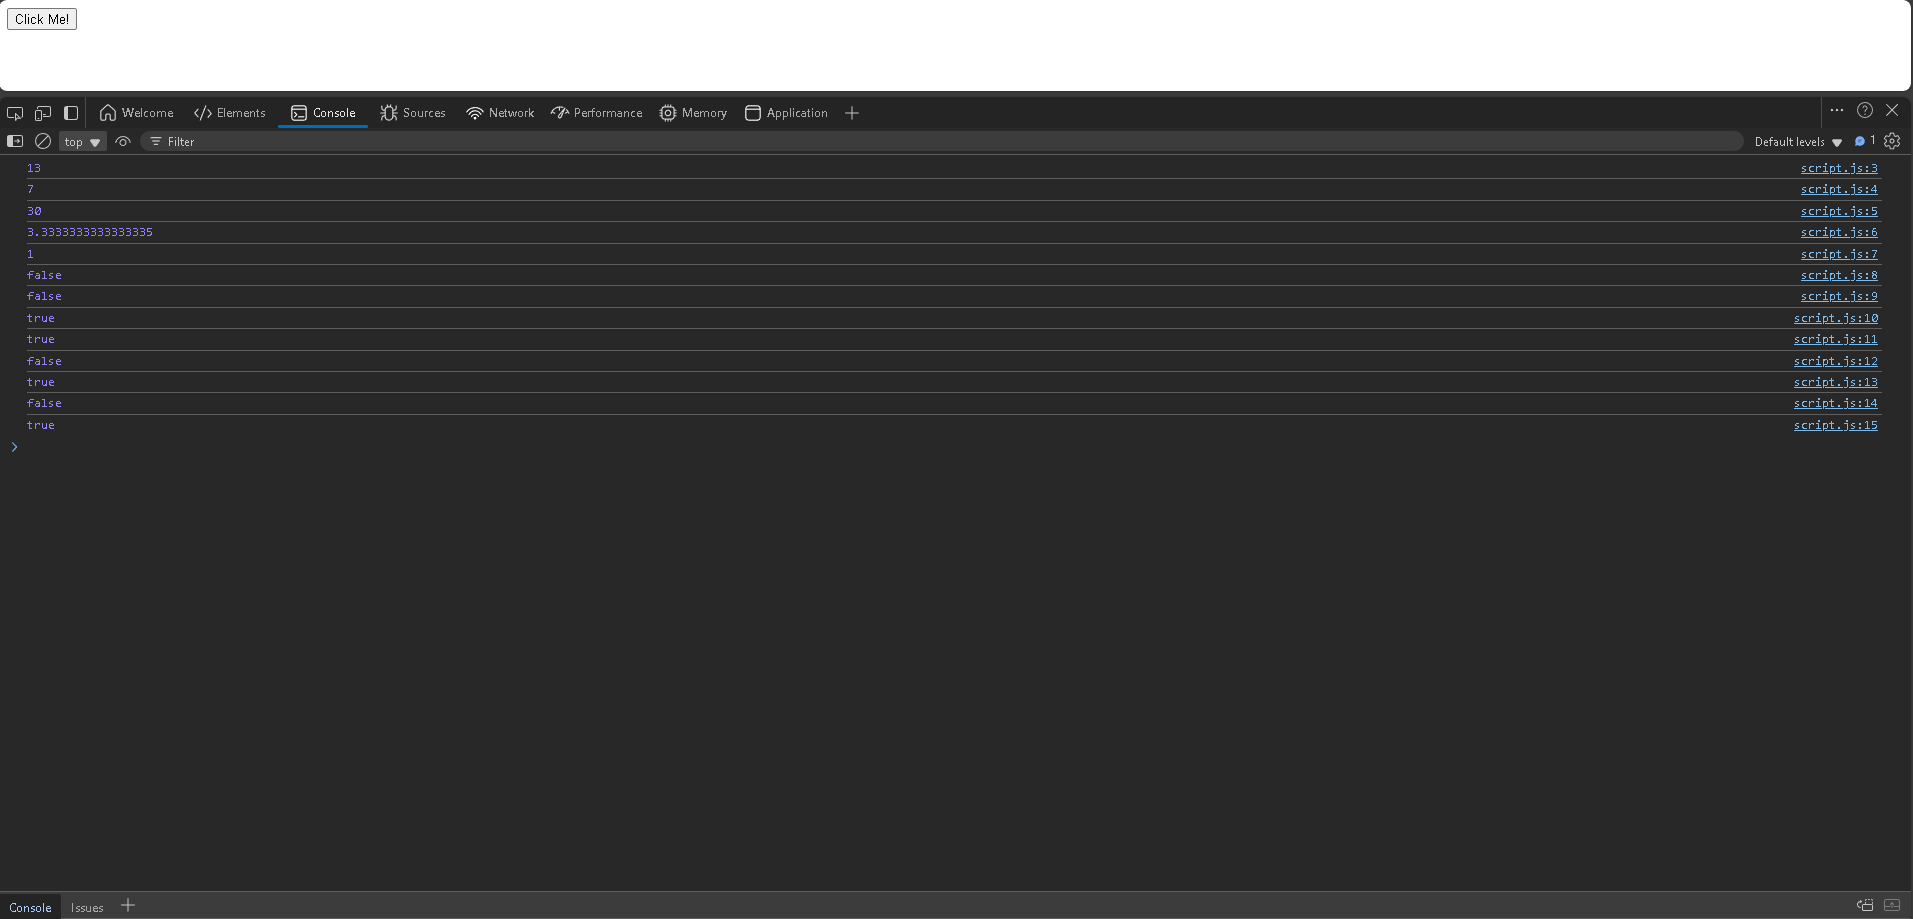 Click Me!
Welcome Elements Console Sources Network Performance Memory Application
top Filter Default levels 1
13 script.js:3
7 script.js:4
30 script.js:5
3.3333333333333335 script.js:6
1 script.js:7
false script.js:8
false script.js:9
true script.js:10
true script.js:11
false script.js:12
true script.js:13
false script.js:14
true script.js:15
Console Issues